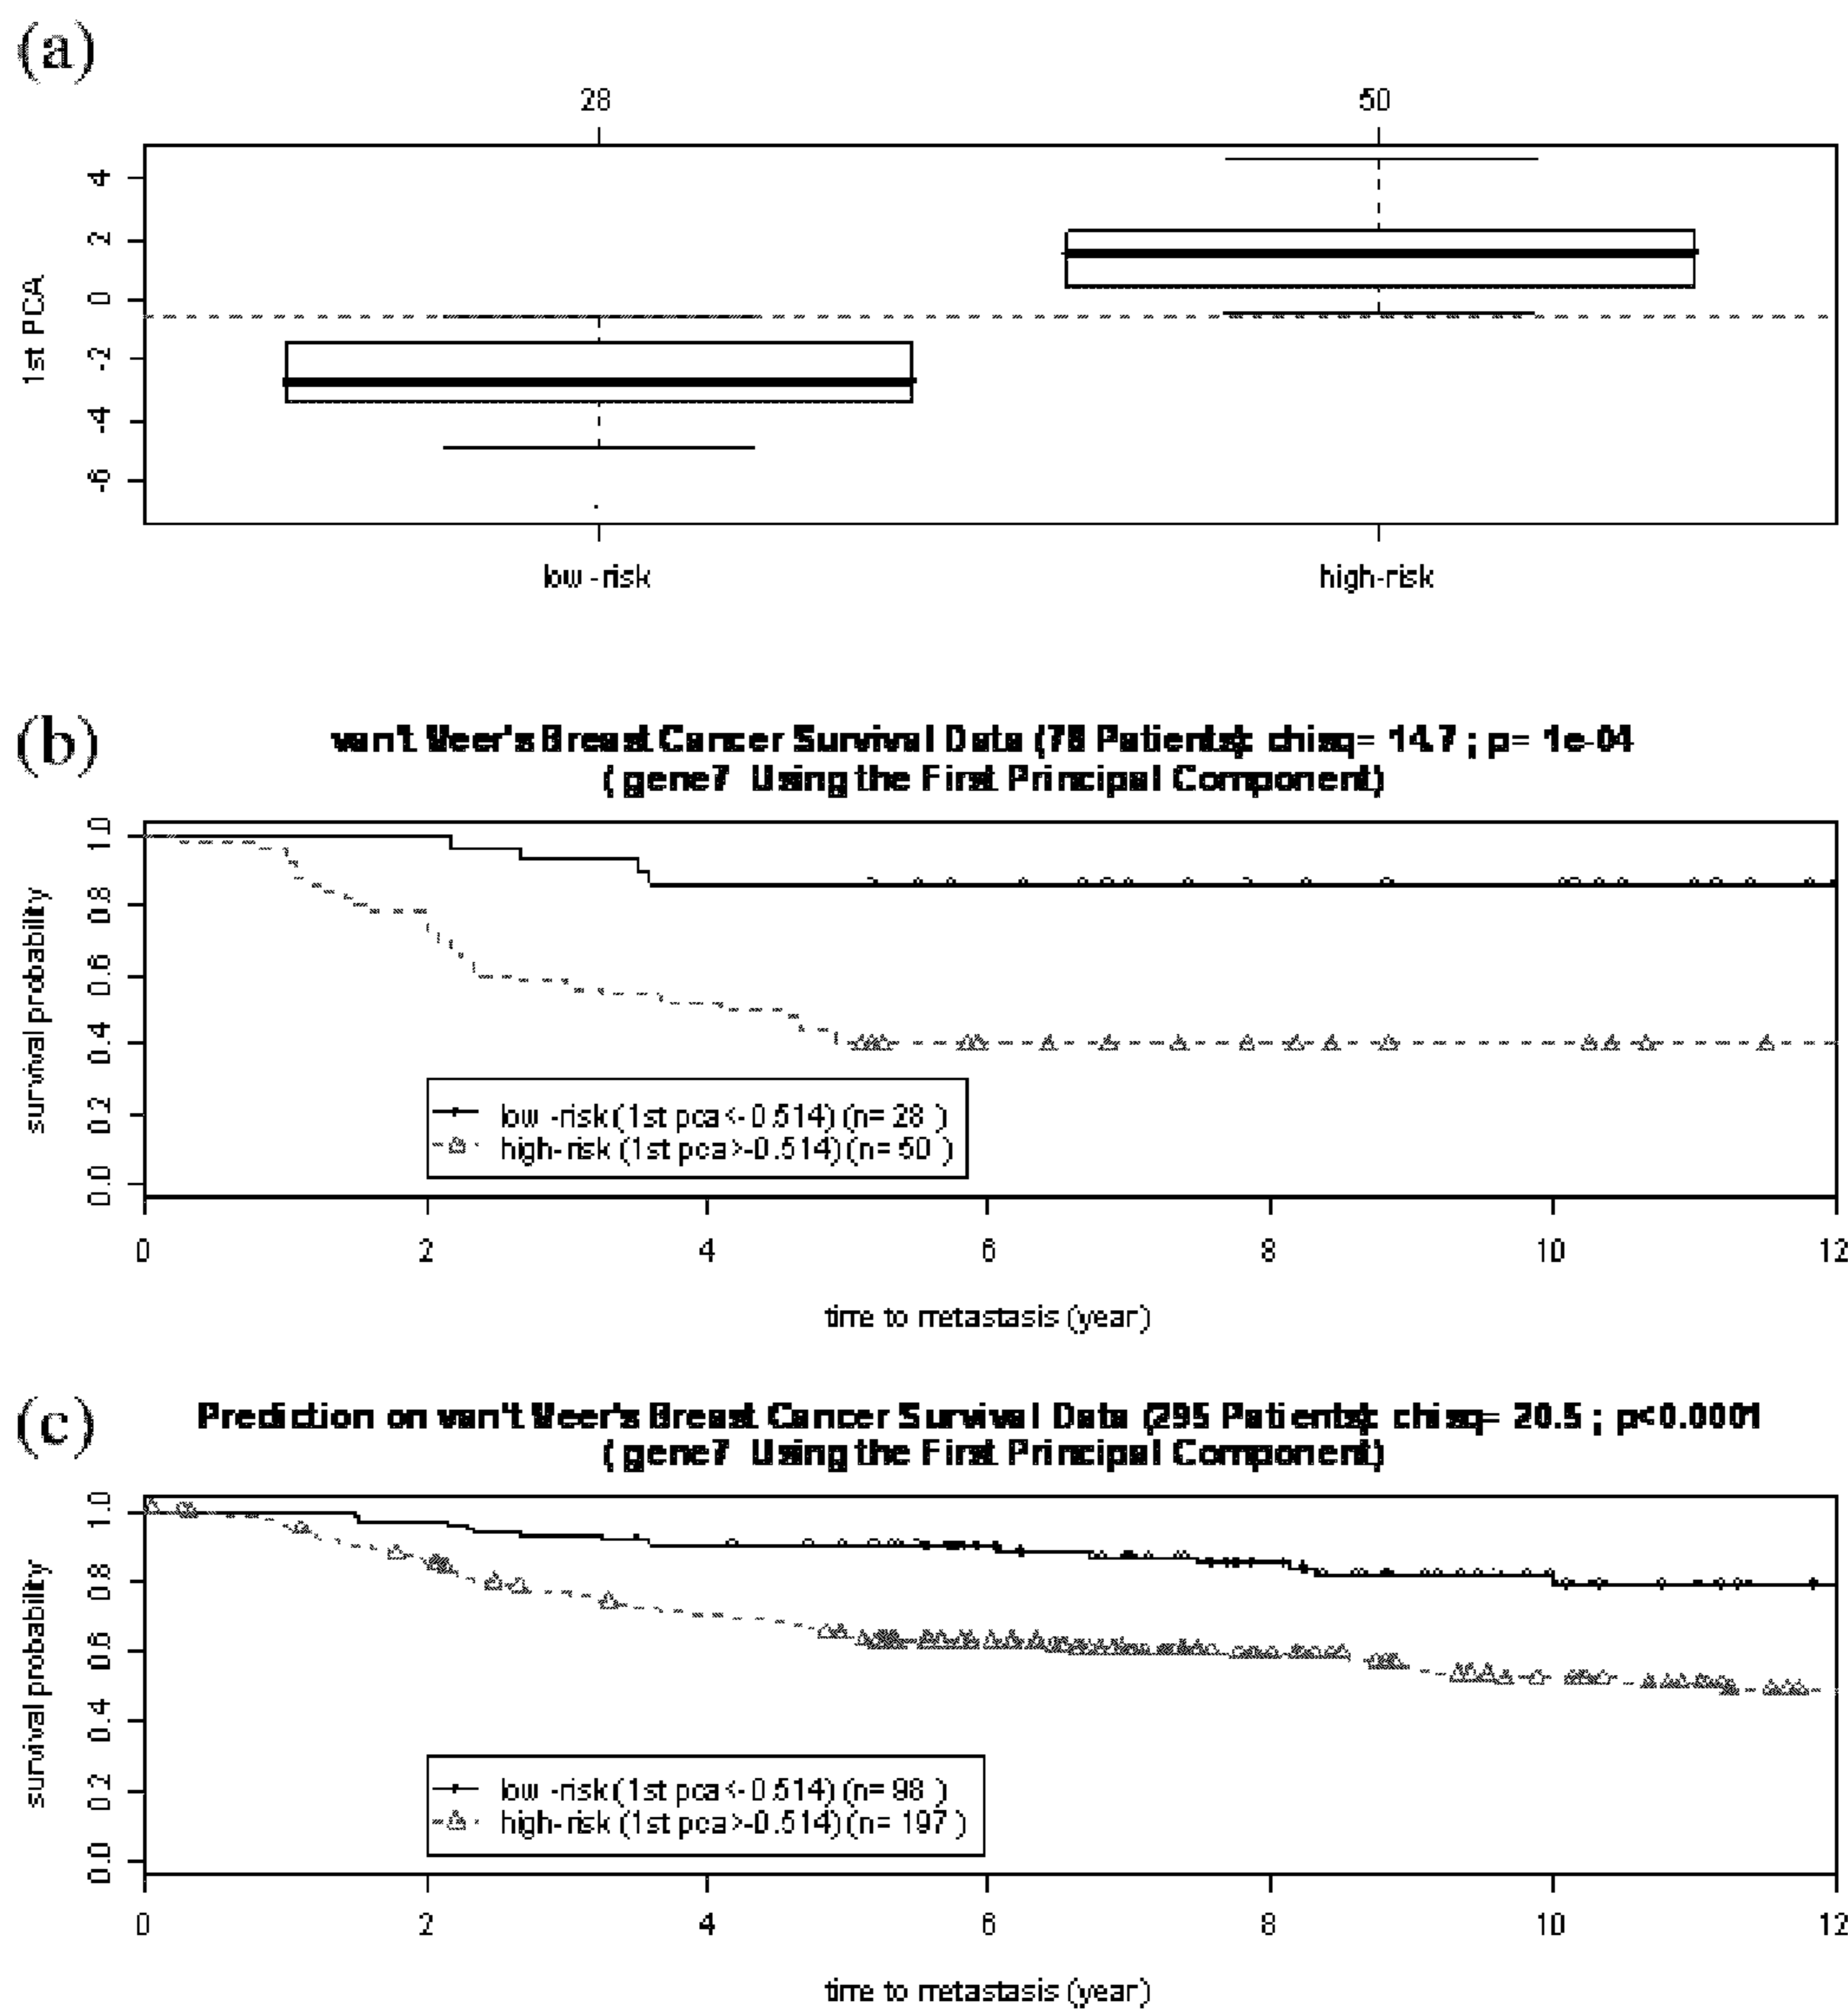 (a)
28 50
4
2
0
-2
-4
-6
1st PCA
low-risk high-risk
(b)
van't Veer's Breast Cancer Survival Data (78 Patients): chisq= 14.7 ; p= 1e-04
( gene7 Using the First Principal Component)
1.0
0.8
0.6
0.4
0.2
0.0
survival probability
low-risk (1st pca<-0.514) (n= 28 )
high-risk (1st pca>-0.514) (n= 50 )
0 2 4 6 8 10 12
time to metastasis (year)
(c)
Prediction on van't Veer's Breast Cancer Survival Data (295 Patients): chisq= 20.5 ; p<0.0001
( gene7 Using the First Principal Component)
1.0
0.8
0.6
0.4
0.2
0.0
survival probability
low-risk (1st pca<-0.514) (n= 98 )
high-risk (1st pca>-0.514) (n= 197 )
0 2 4 6 8 10 12
time to metastasis (year)